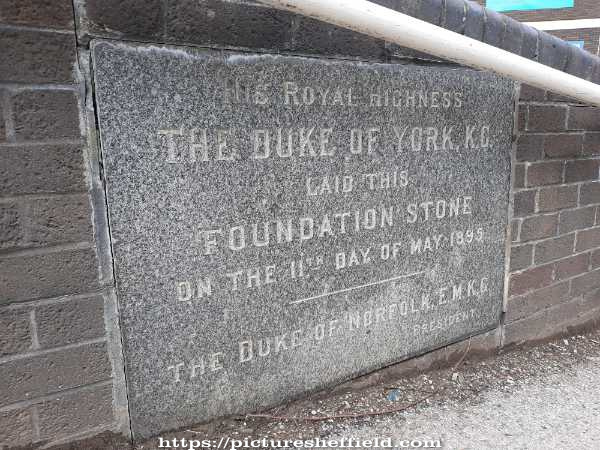 His Royal Highness
THE DUKE OF YORK, K.G.
LAID THIS
FOUNDATION STONE
ON THE 11TH DAY OF MAY 1895
THE DUKE OF NORFOLK, E.M.K.G.
PRESIDENT.
https://picturesheffield.com